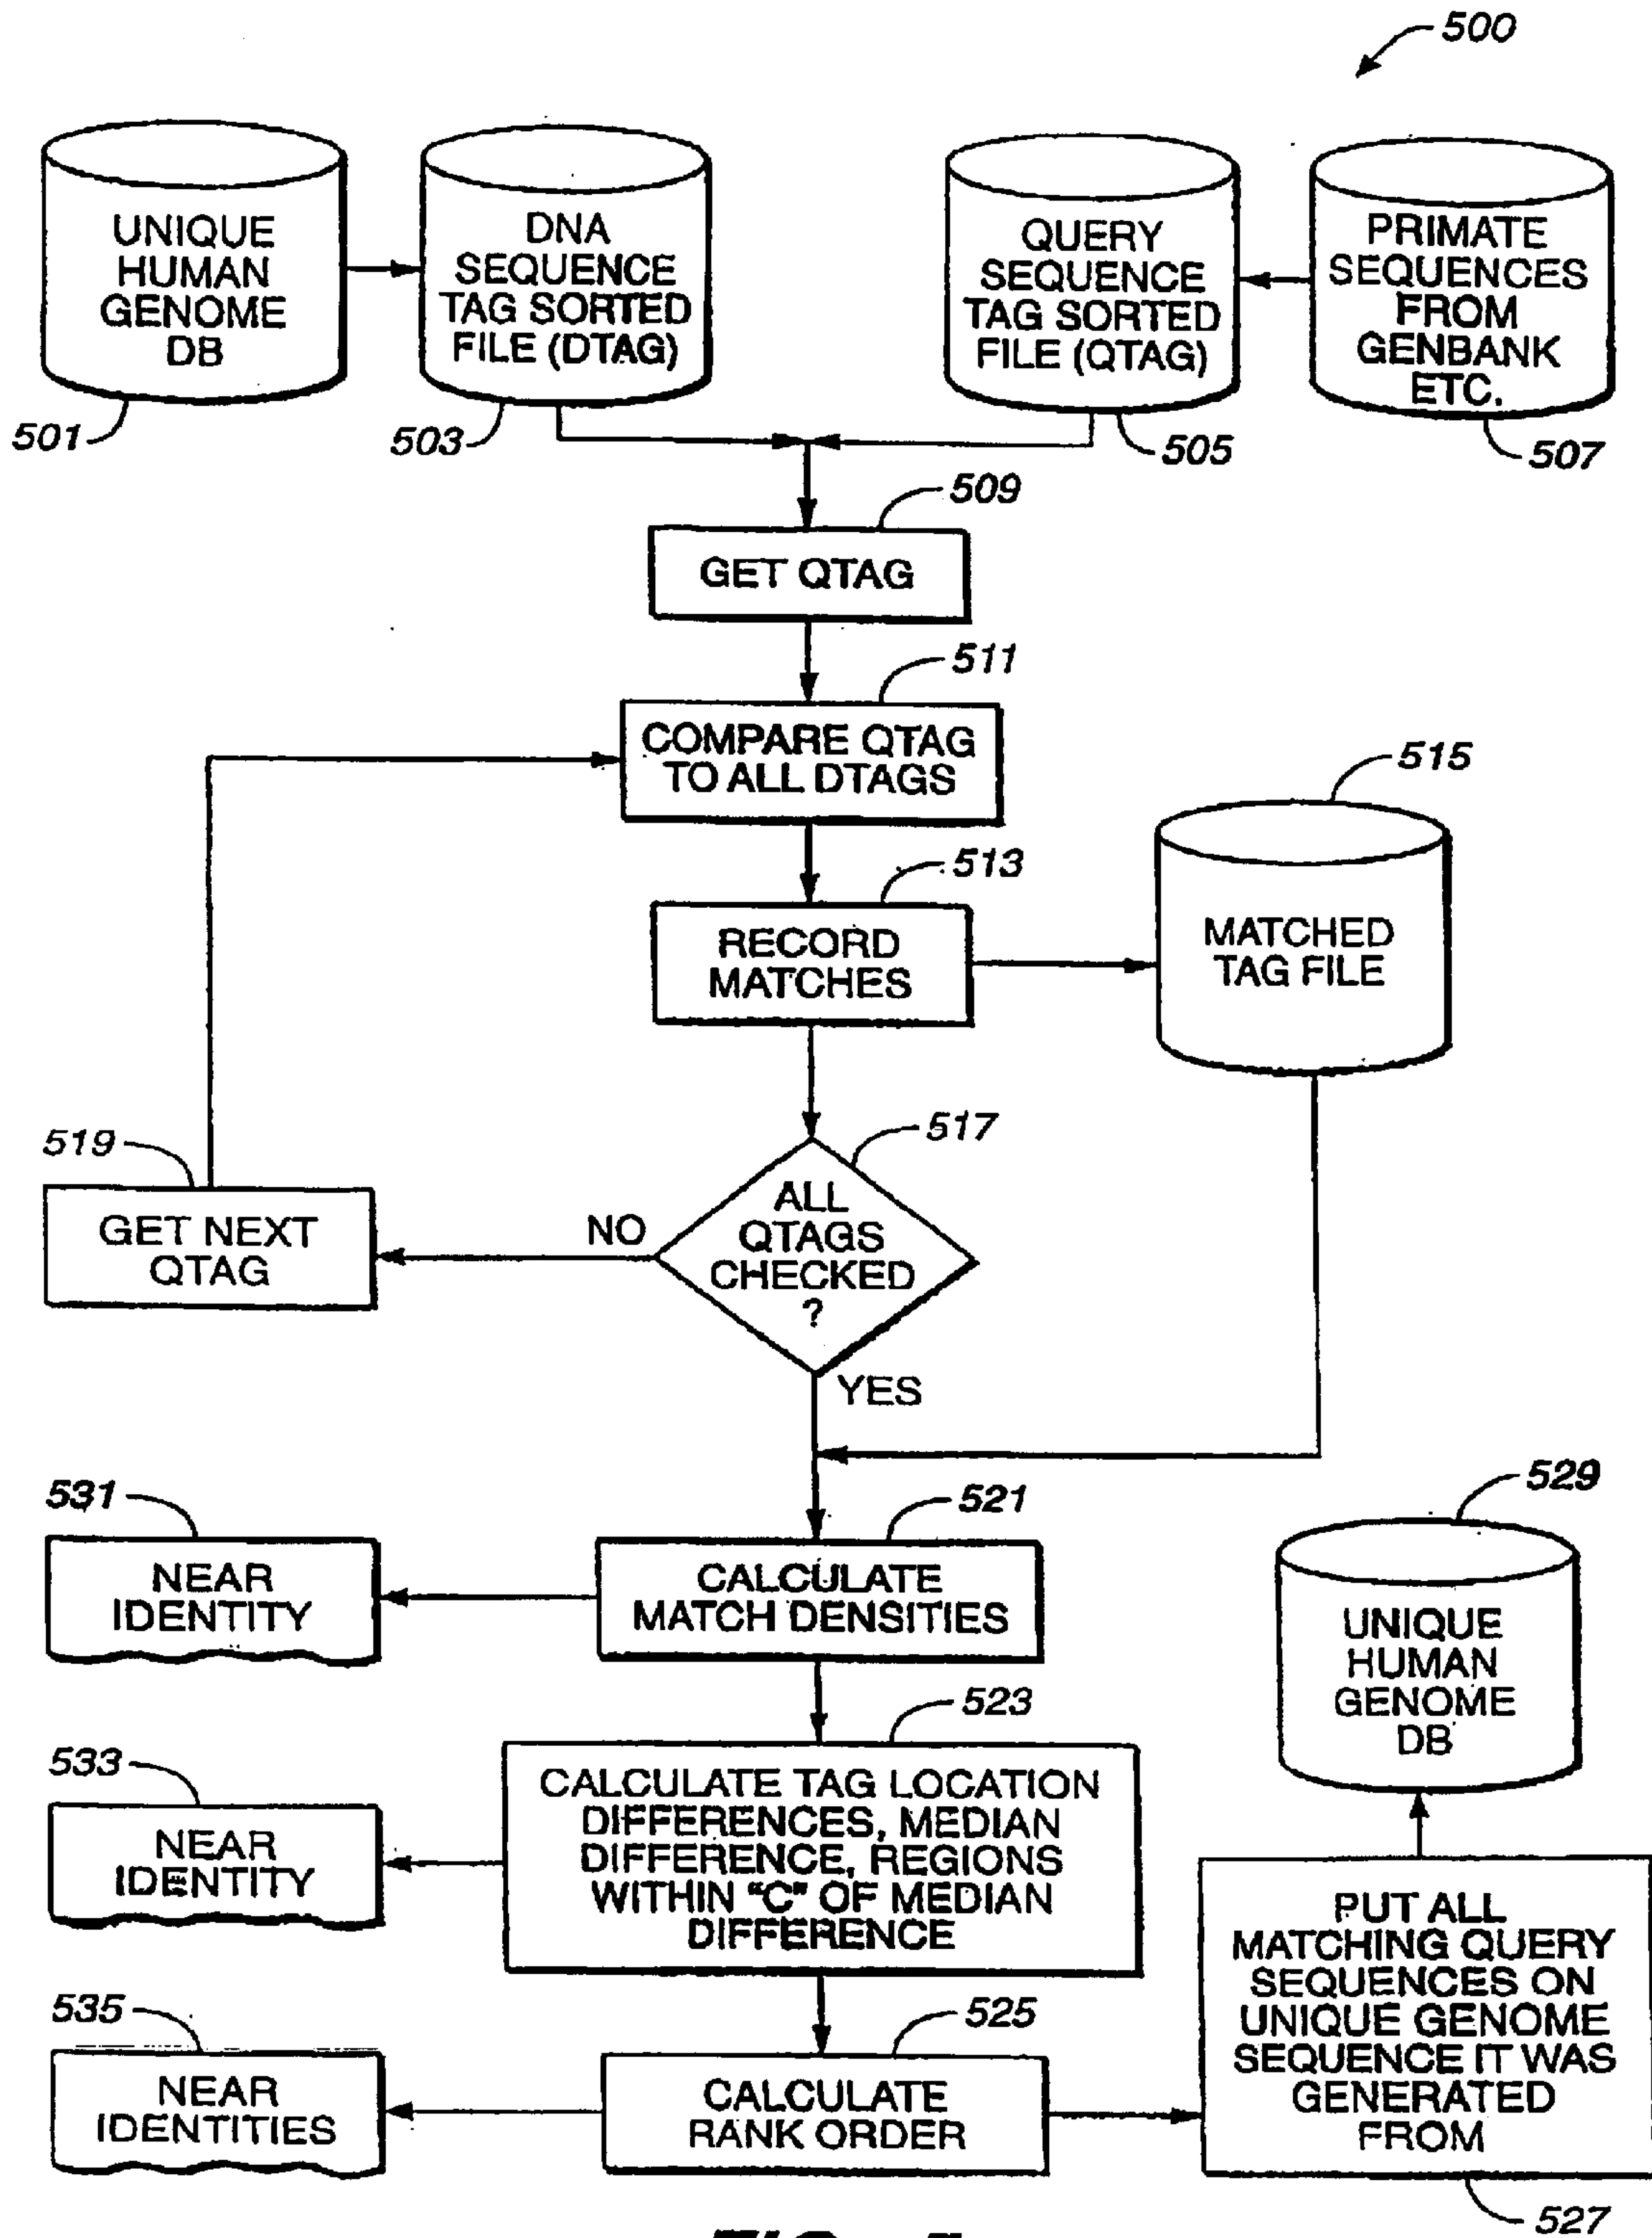 500
UNIQUE
HUMAN
GENOME
DB
501
DNA
SEQUENCE
TAG SORTED
FILE (DTAG)
503
QUERY
SEQUENCE
TAG SORTED
FILE (QTAG)
505
PRIMATE
SEQUENCES
FROM
GENBANK
ETC.
507
509
GET QTAG
511
COMPARE QTAG
TO ALL DTAGS
513
RECORD
MATCHES
515
MATCHED
TAG FILE
517
ALL
QTAGS
CHECKED
?
NO
519
GET NEXT
QTAG
YES
521
CALCULATE
MATCH DENSITIES
531
NEAR
IDENTITY
523
CALCULATE TAG LOCATION
DIFFERENCES, MEDIAN
DIFFERENCE, REGIONS
WITHIN "C" OF MEDIAN
DIFFERENCE
533
NEAR
IDENTITY
525
CALCULATE
RANK ORDER
535
NEAR
IDENTITIES
529
UNIQUE
HUMAN
GENOME
DB
PUT ALL
MATCHING QUERY
SEQUENCES ON
UNIQUE GENOME
SEQUENCE IT WAS
GENERATED
FROM
527